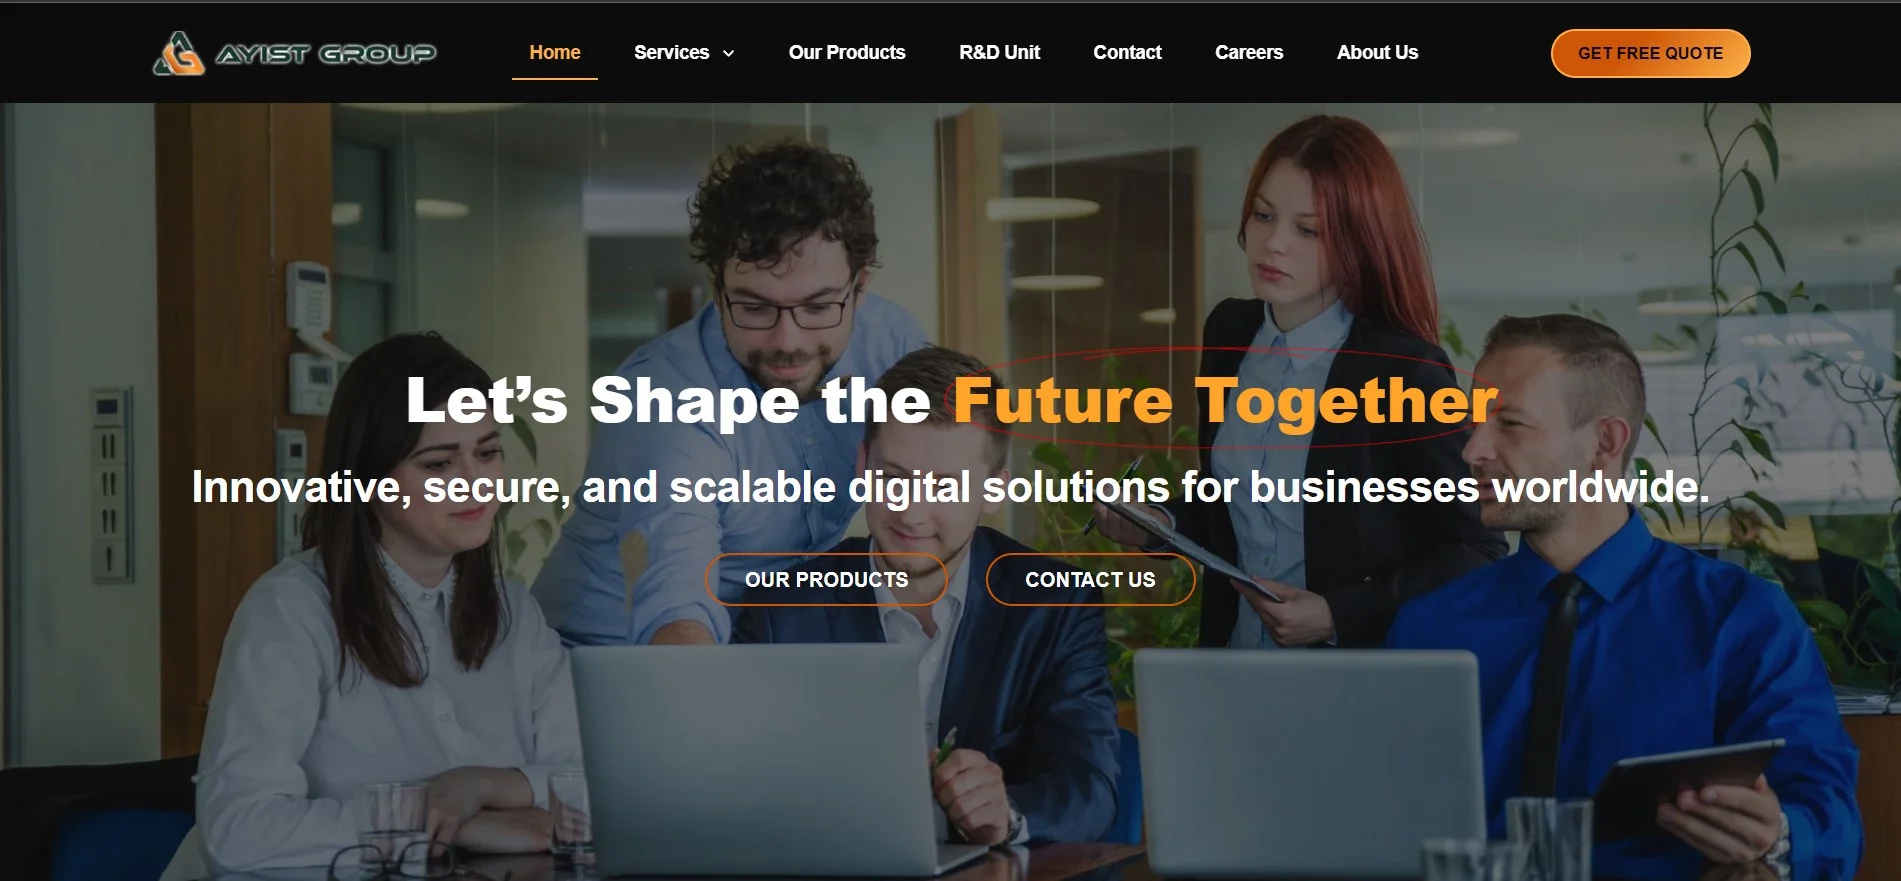 AYIST GROUP
Home
Services
Our Products
R&D Unit
Contact
Careers
About Us
GET FREE QUOTE
Let’s Shape the Future Together
Innovative, secure, and scalable digital solutions for businesses worldwide.
OUR PRODUCTS
CONTACT US